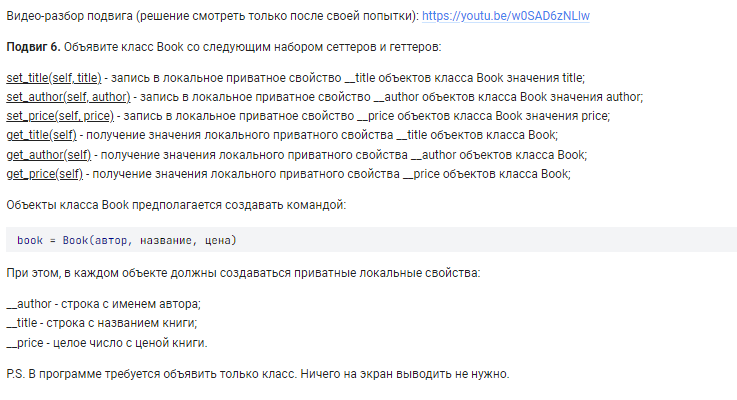 Видео-разбор подвига (решение смотреть только после своей попытки): https://youtu.be/w0SAD6zNLlw
Подвиг 6. Объявите класс Book со следующим набором сеттеров и геттеров:
set_title(self, title) - запись в локальное приватное свойство __title объектов класса Book значения title;
set_author(self, author) - запись в локальное приватное свойство __author объектов класса Book значения author;
set_price(self, price) - запись в локальное приватное свойство __price объектов класса Book значения price;
get_title(self) - получение значения локального приватного свойства __title объектов класса Book;
get_author(self) - получение значения локального приватного свойства __author объектов класса Book;
get_price(self) - получение значения локального приватного свойства __price объектов класса Book;
Объекты класса Book предполагается создавать командой:
book = Book(автор, название, цена)
При этом, в каждом объекте должны создаваться приватные локальные свойства:
__author - строка с именем автора;
__title - строка с названием книги;
__price - целое число с ценой книги.
P.S. В программе требуется объявить только класс. Ничего на экран выводить не нужно.